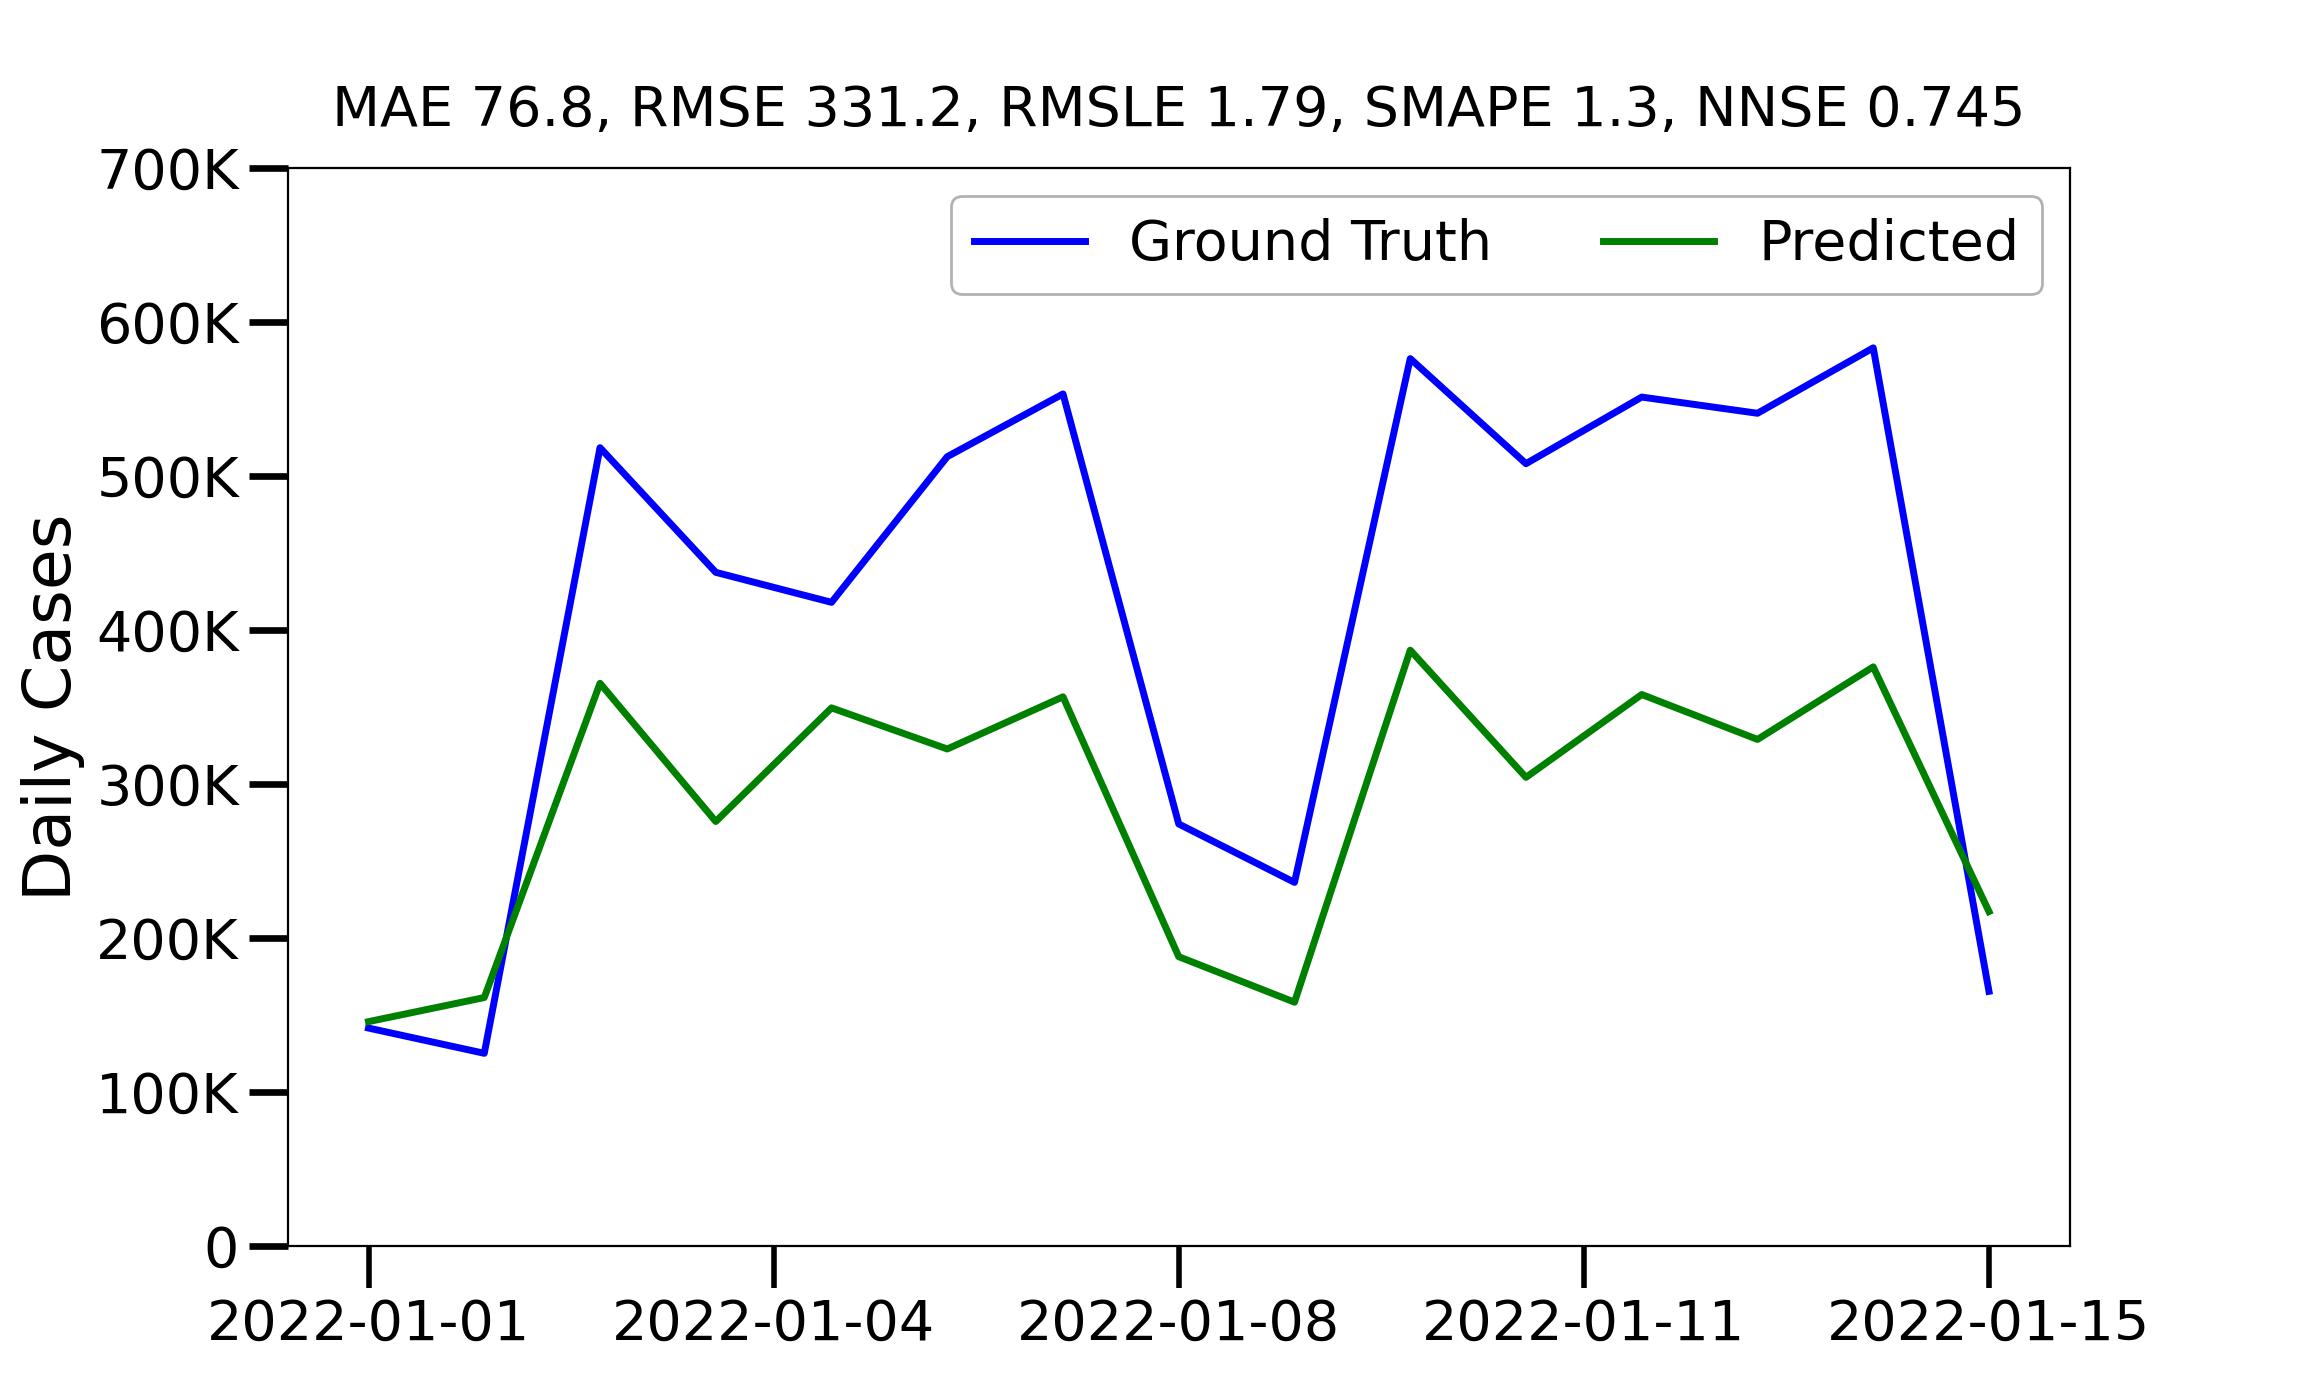 MAE 76.8, RMSE 331.2, RMSLE 1.79, SMAPE 1.3, NNSE 0.745
700K
Ground Truth
Predicted
600K
500K
400K
300K
200K
100K
0
Daily Cases
2022-01-01
2022-01-04
2022-01-08
2022-01-11
2022-01-15